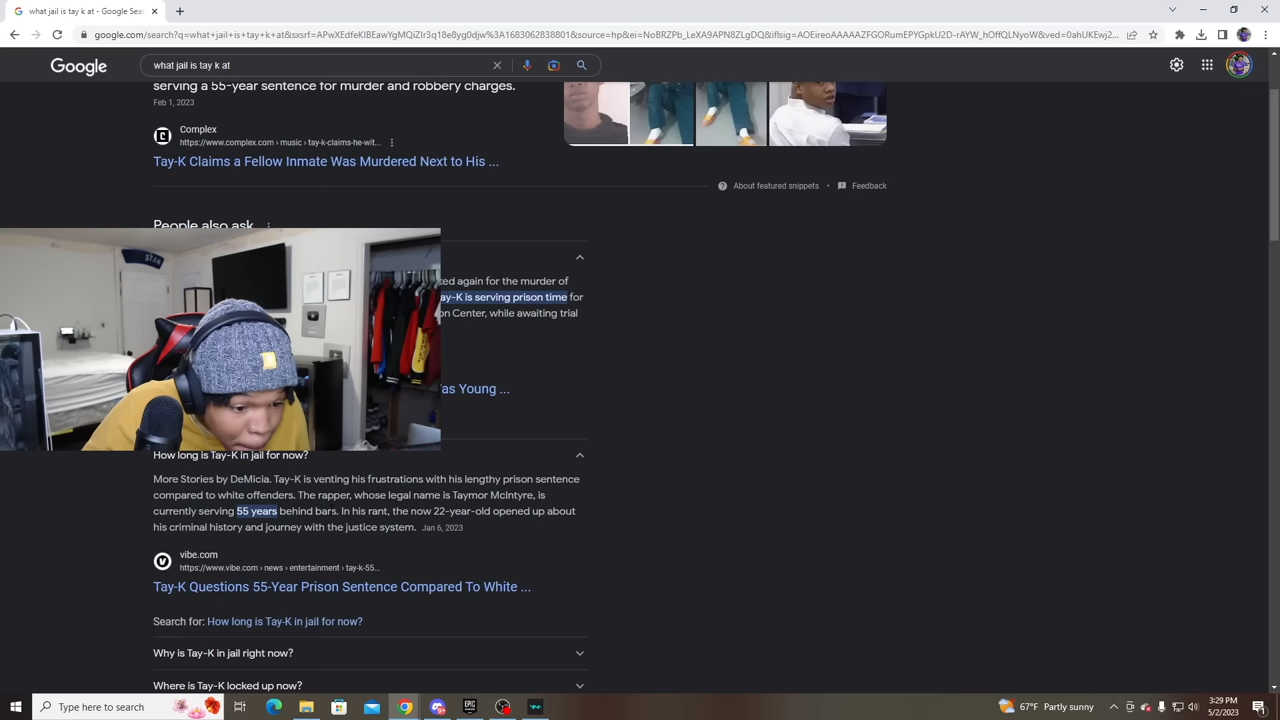 what jail is tay k at - Google Sea
google.com/search?q=what+jail+is+tay+k+at&sxsrf=
what jail is tay k at
Google
serving a 55-year sentence for murder and robbery charges.
Feb 1, 2023
Complex
https://www.complex.com › music › tay-k-claims-he-wit...
Tay-K Claims a Fellow Inmate Was Murdered Next to His ...
About featured snippets • Feedback
People also ask
again for the murder of
ay-K is serving prison time for
on Center, while awaiting trial
as Young ...
STAR
How long is Tay-K in jail for now?
More Stories by DeMicia. Tay-K is venting his frustrations with his lengthy prison sentence
compared to white offenders. The rapper, whose legal name is Taymor McIntyre, is
currently serving 55 years behind bars. In his rant, the now 22-year-old opened up about
his criminal history and journey with the justice system. Jan 6, 2023
vibe.com
https://www.vibe.com › news › entertainment › tay-k-55...
Tay-K Questions 55-Year Prison Sentence Compared To White ...
Search for: How long is Tay-K in jail for now?
Why is Tay-K in jail right now?
Where is Tay-K locked up now?
Type here to search
EPIC
67°F Partly sunny
3:29 PM
5/2/2023
1